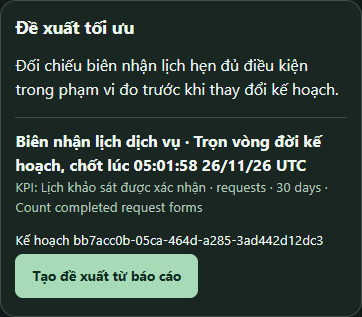 Đề xuất tối ưu
Đối chiếu biên nhận lịch hẹn đủ điều kiện
trong phạm vi đo trước khi thay đổi kế hoạch.
Biên nhận lịch dịch vụ · Trọn vòng đời kế
hoạch, chốt lúc 05:01:58 26/11/26 UTC
KPI: Lịch khảo sát được xác nhận · requests · 30 days ·
Count completed request forms
Kế hoạch bb7acc0b-05ca-464d-a285-3ad442d12dc3
Tạo đề xuất từ báo cáo